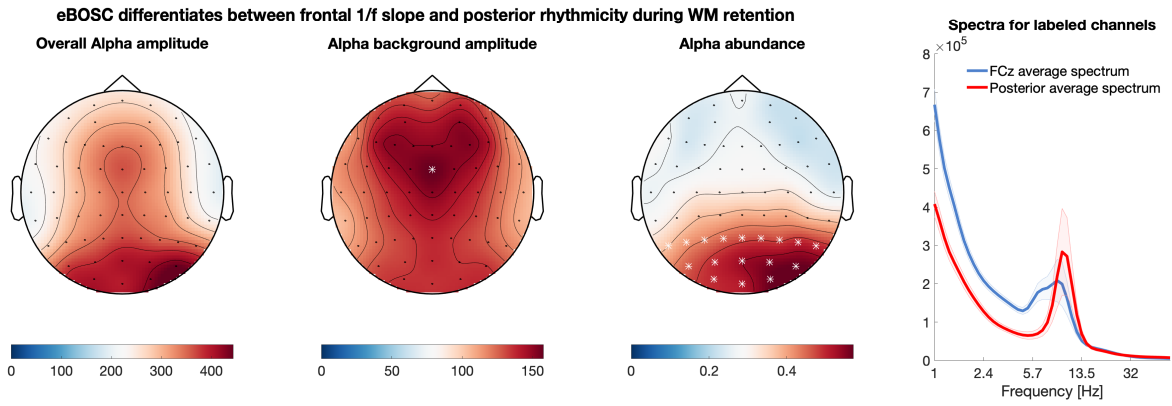 eBOSC differentiates between frontal 1/f slope and posterior rhythmicity during WM retention
Overall Alpha amplitude
Alpha background amplitude
Alpha abundance
Spectra for labeled channels
×10⁵
8
7
6
5
4
3
2
1
0
FCz average spectrum
Posterior average spectrum
0 100 200 300 400
0 50 100 150
0 0.2 0.4
1 2.4 5.7 13.5 32
Frequency [Hz]